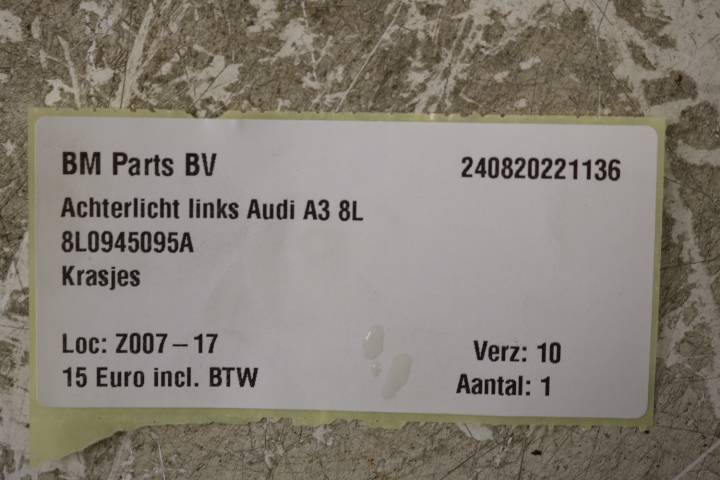 BM Parts BV 240820221136
Achterlicht links Audi A3 8L
8L0945095A
Krasjes
Loc: Z007-17 Verz: 10
15 Euro incl. BTW Aantal: 1